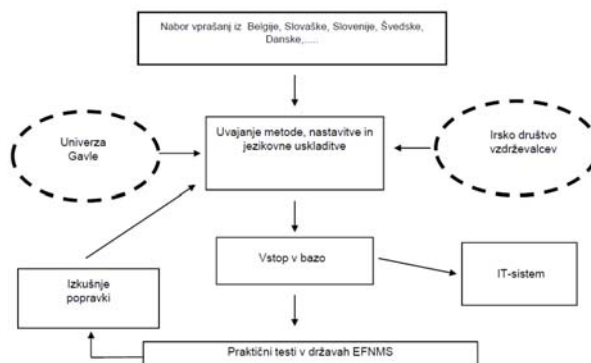 Nabor vprašanj iz Belgije, Slovaške, Slovenije, Švedske,
Danske,.....
Univerza
Gavle
Uvajanje metode, nastavitve in
jezikovne uskladitve
Irsko društvo
vzdrževalcev
Vstop v bazo
IT-sistem
Izkušnje
popravki
Praktični testi v državah EFNMS